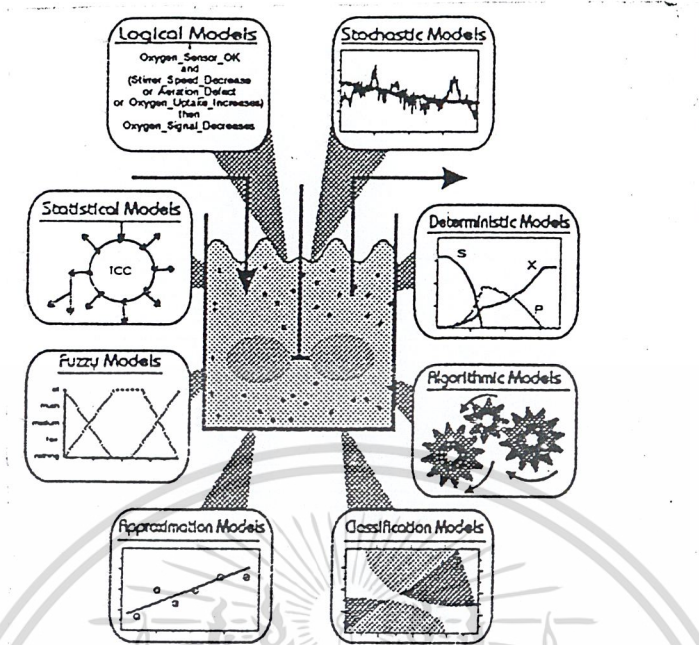 Logical Models
Oxygen_Sensor_OK
and
(Stirrer_Speed_Decrease
or Aeration_Defect
or Oxygen_Uptake_Increases)
then
Oxygen_Signal_Decreases
Stochastic Models
Statistical Models
TCC
Deterministic Models
S
X
P
Fuzzy Models
Algorithmic Models
Approximation Models
Classification Models